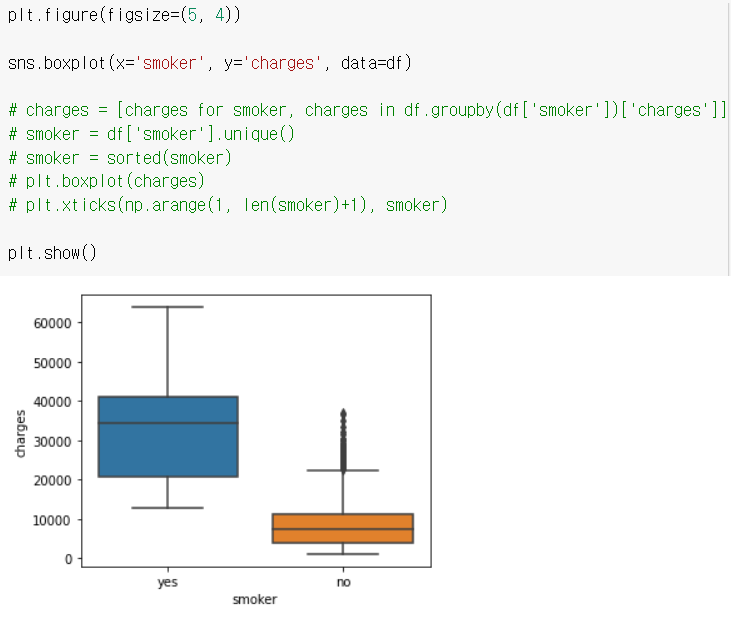 plt.figure(figsize=(5, 4))
sns.boxplot(x='smoker', y='charges', data=df)
# charges = [charges for smoker, charges in df.groupby(df['smoker'])['charges']]
# smoker = df['smoker'].unique()
# smoker = sorted(smoker)
# plt.boxplot(charges)
# plt.xticks(np.arange(1, len(smoker)+1), smoker)
plt.show()
60000
50000
40000
30000
20000
10000
0
charges
yes no
smoker